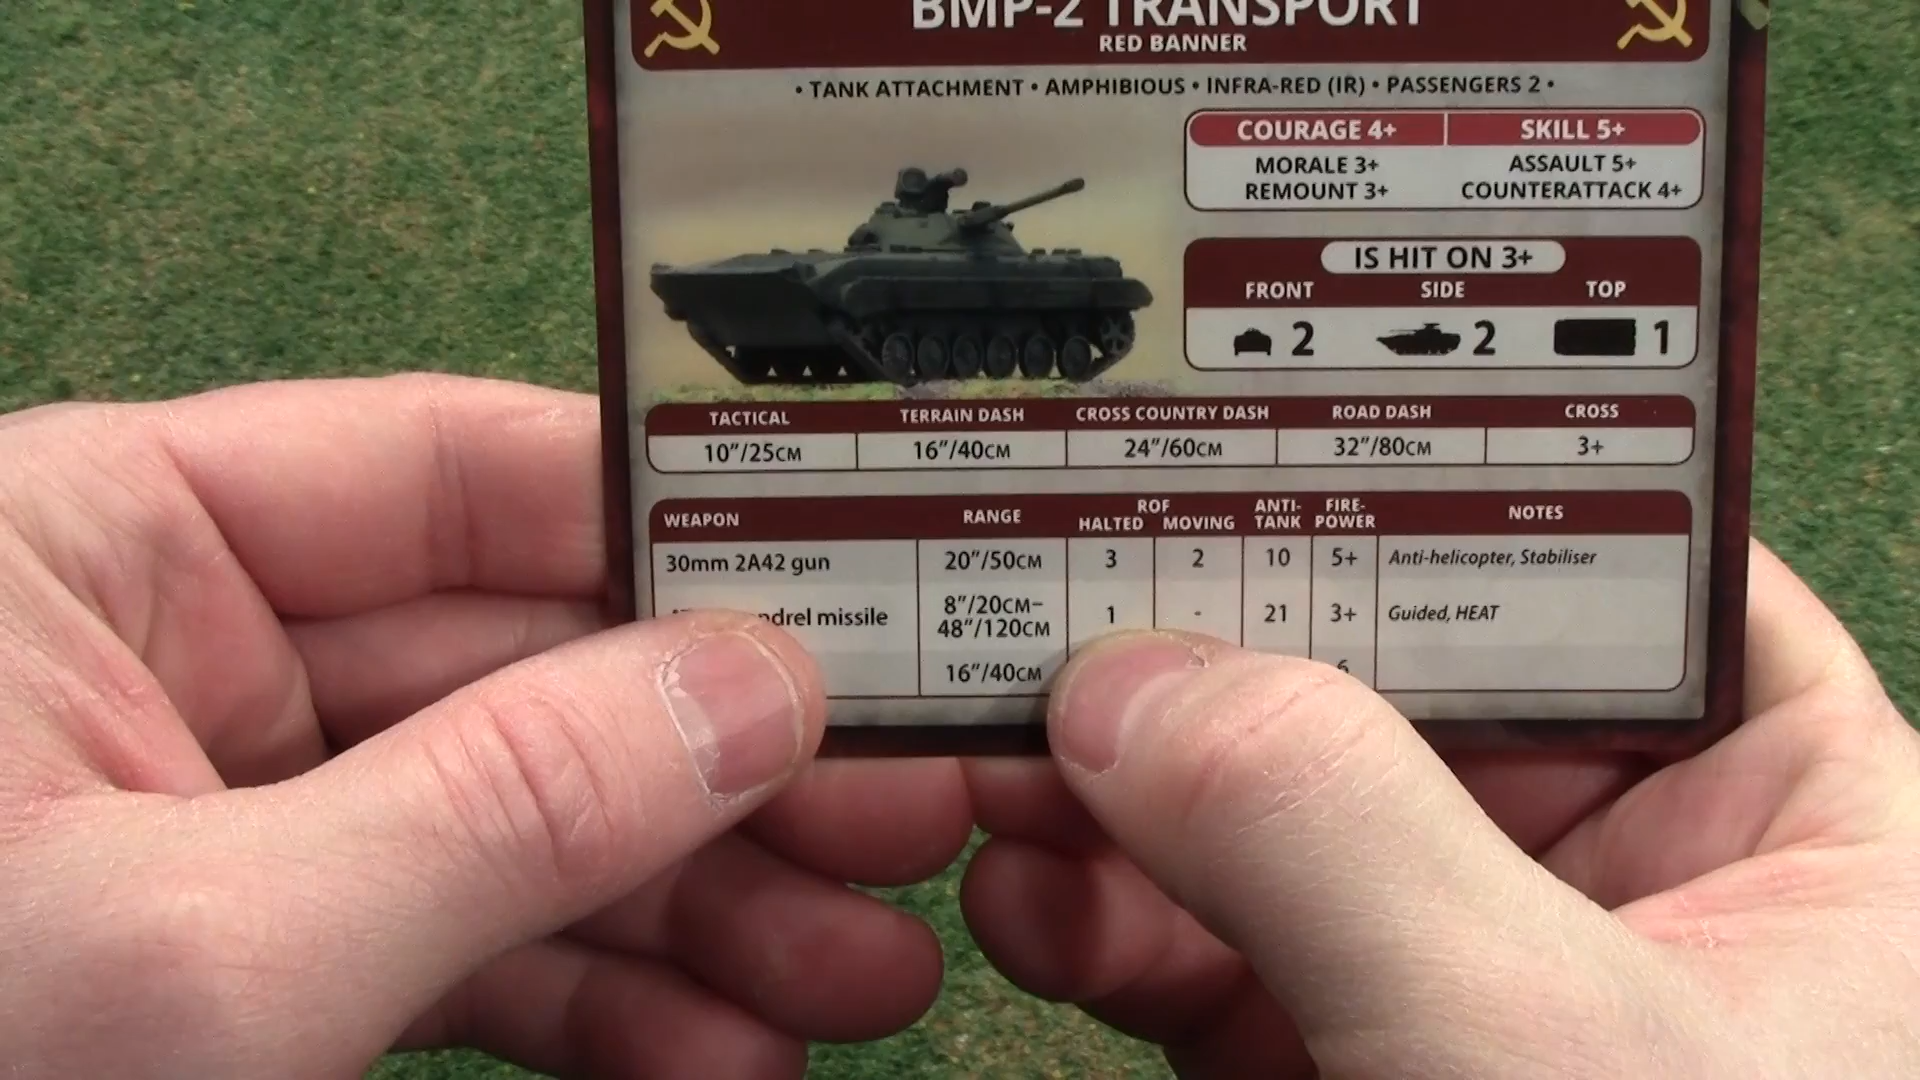 BMP-2 TRANSPORT
RED BANNER
• TANK ATTACHMENT • AMPHIBIOUS • INFRA-RED (IR) • PASSENGERS 2 •
COURAGE 4+ SKILL 5+
MORALE 3+ ASSAULT 5+
REMOUNT 3+ COUNTERATTACK 4+
IS HIT ON 3+
FRONT SIDE TOP
2 2 1
TACTICAL TERRAIN DASH CROSS COUNTRY DASH ROAD DASH CROSS
10"/25CM 16"/40CM 24"/60CM 32"/80CM 3+
WEAPON RANGE ROF HALTED MOVING ANTI-TANK FIRE-POWER NOTES
30mm 2A42 gun 20"/50CM 3 2 10 5+ Anti-helicopter, Stabiliser
missile 8"/20CM– 48"/120CM 1 - 21 3+ Guided, HEAT
16"/40CM 6